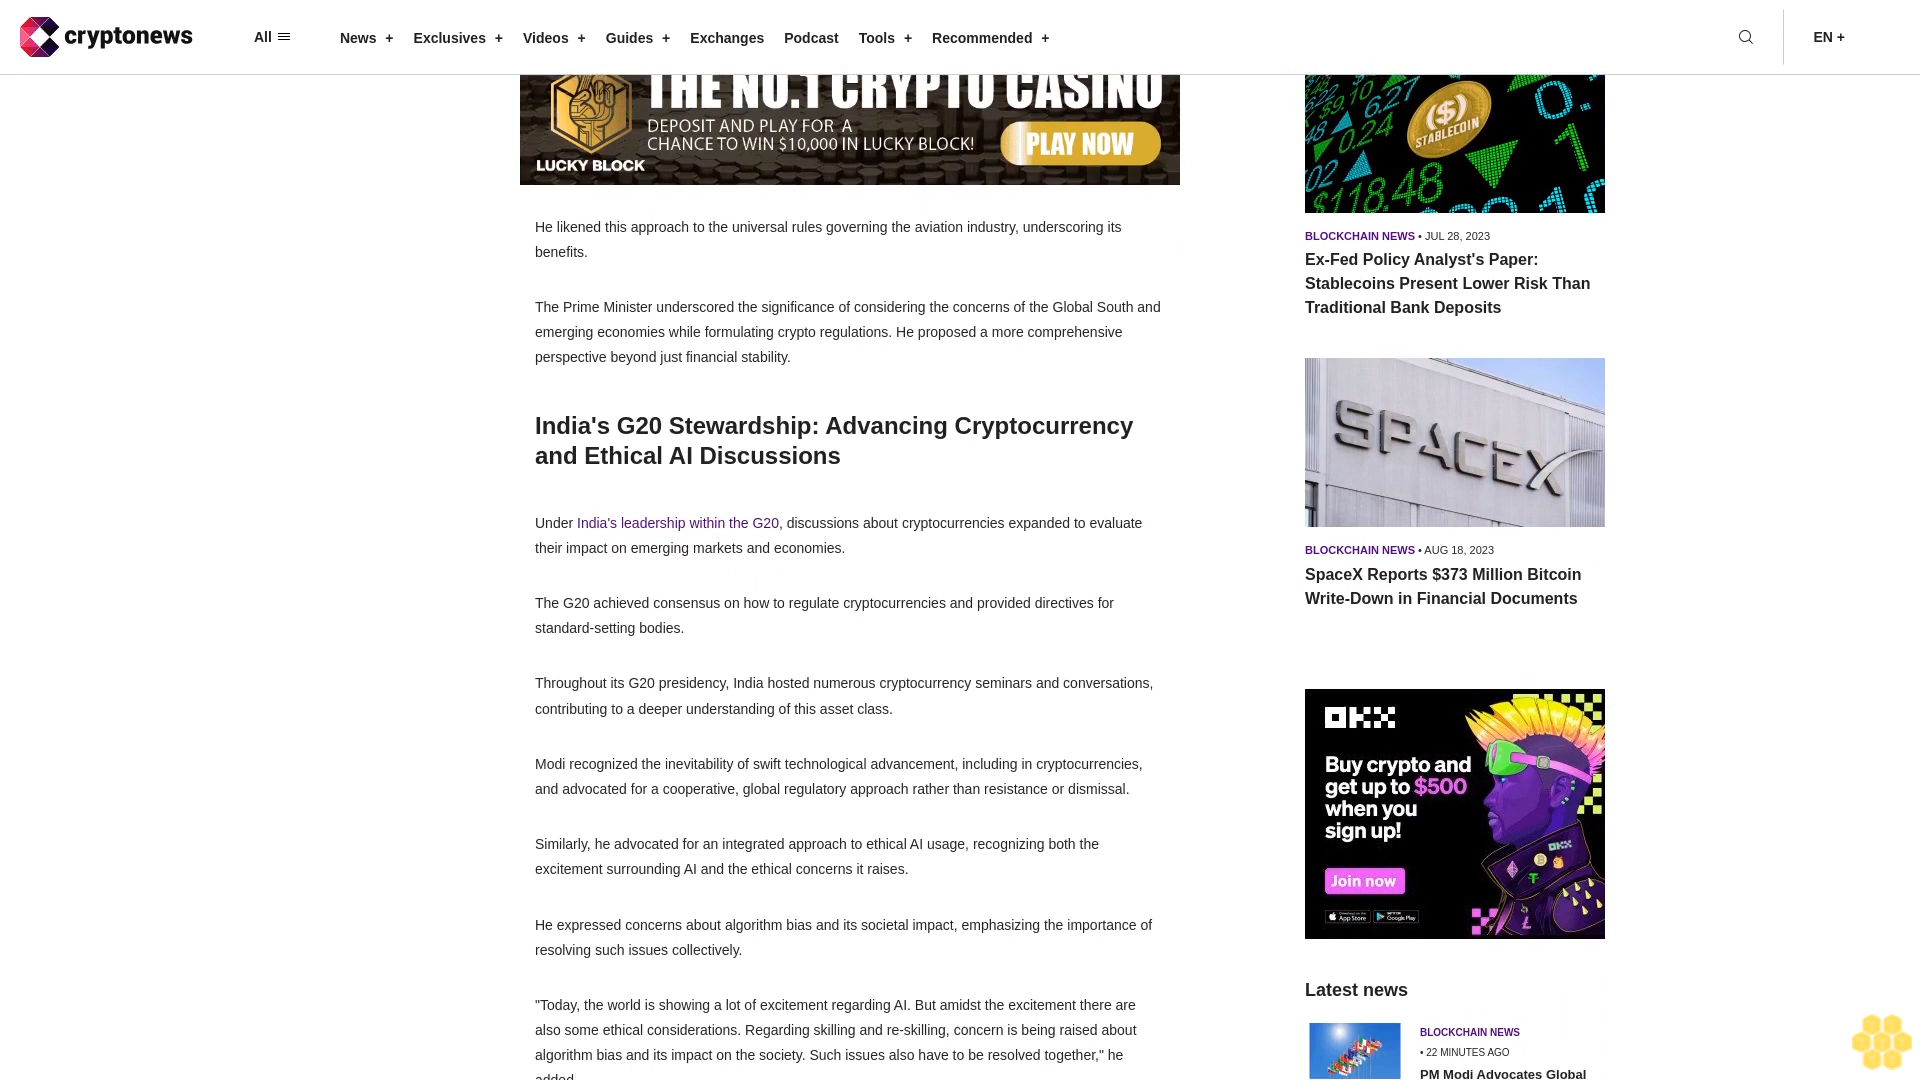 cryptonews
All
News +
Exclusives +
Videos +
Guides +
Exchanges
Podcast
Tools +
Recommended +
EN +
THE NO.1 CRYPTO CASINO
DEPOSIT AND PLAY FOR A
CHANCE TO WIN $10,000 IN LUCKY BLOCK!
PLAY NOW
LUCKY BLOCK
He likened this approach to the universal rules governing the aviation industry, underscoring its
benefits.
The Prime Minister underscored the significance of considering the concerns of the Global South and
emerging economies while formulating crypto regulations. He proposed a more comprehensive
perspective beyond just financial stability.
India's G20 Stewardship: Advancing Cryptocurrency
and Ethical AI Discussions
Under India's leadership within the G20, discussions about cryptocurrencies expanded to evaluate
their impact on emerging markets and economies.
The G20 achieved consensus on how to regulate cryptocurrencies and provided directives for
standard-setting bodies.
Throughout its G20 presidency, India hosted numerous cryptocurrency seminars and conversations,
contributing to a deeper understanding of this asset class.
Modi recognized the inevitability of swift technological advancement, including in cryptocurrencies,
and advocated for a cooperative, global regulatory approach rather than resistance or dismissal.
Similarly, he advocated for an integrated approach to ethical AI usage, recognizing both the
excitement surrounding AI and the ethical concerns it raises.
He expressed concerns about algorithm bias and its societal impact, emphasizing the importance of
resolving such issues collectively.
"Today, the world is showing a lot of excitement regarding AI. But amidst the excitement there are
also some ethical considerations. Regarding skilling and re-skilling, concern is being raised about
algorithm bias and its impact on the society. Such issues also have to be resolved together," he
added.
$9.10
6.27
0.24
($)
STABLECOIN
$118.48
BLOCKCHAIN NEWS • JUL 28, 2023
Ex-Fed Policy Analyst's Paper:
Stablecoins Present Lower Risk Than
Traditional Bank Deposits
SPACEX
BLOCKCHAIN NEWS • AUG 18, 2023
SpaceX Reports $373 Million Bitcoin
Write-Down in Financial Documents
OKX
Buy crypto and
get up to $500
when you
sign up!
Join now
App Store
Google Play
Latest news
BLOCKCHAIN NEWS
• 22 MINUTES AGO
PM Modi Advocates Global